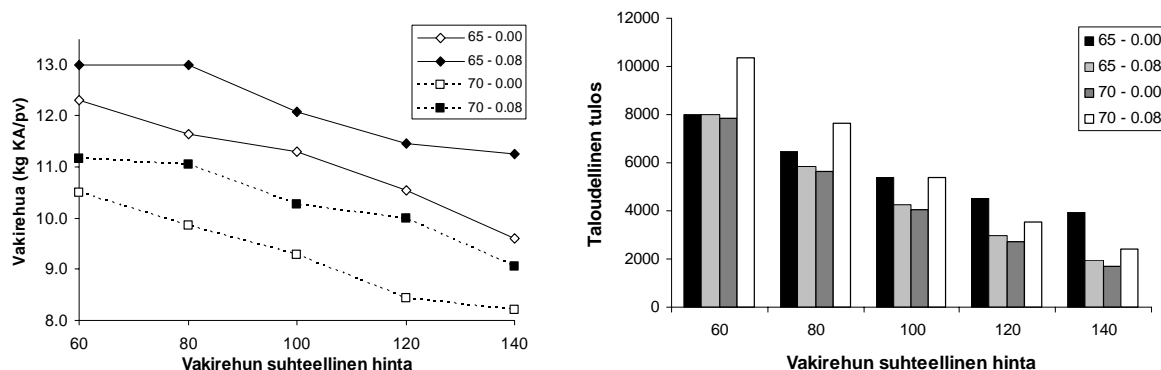 65 - 0.00
65 - 0.08
70 - 0.00
70 - 0.08
13.0
12.0
11.0
10.0
9.0
8.0
Väkirehua (kg KA/pv)
60 80 100 120 140
Väkirehun suhteellinen hinta
12000
10000
8000
6000
4000
2000
0
Taloudellinen tulos
65 - 0.00
65 - 0.08
70 - 0.00
70 - 0.08
60 80 100 120 140
Väkirehun suhteellinen hinta